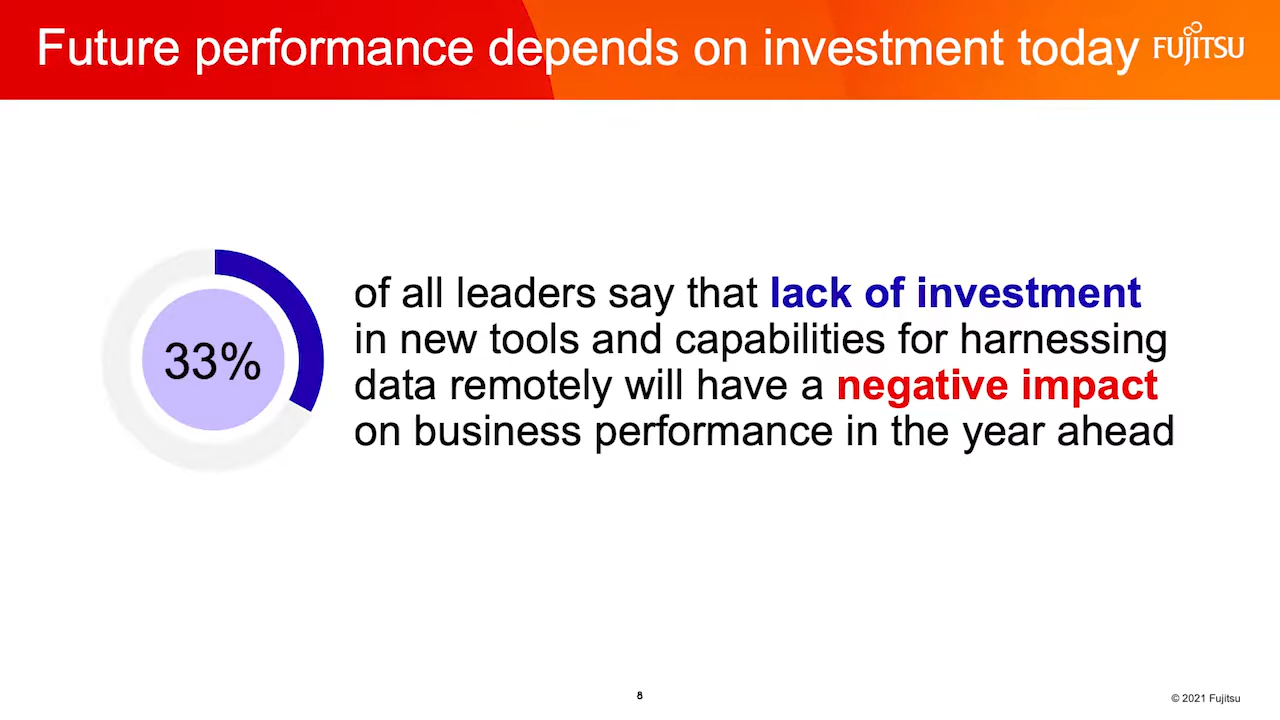 Future performance depends on investment today
FUJITSU
33%
of all leaders say that lack of investment
in new tools and capabilities for harnessing
data remotely will have a negative impact
on business performance in the year ahead
8
© 2021 Fujitsu